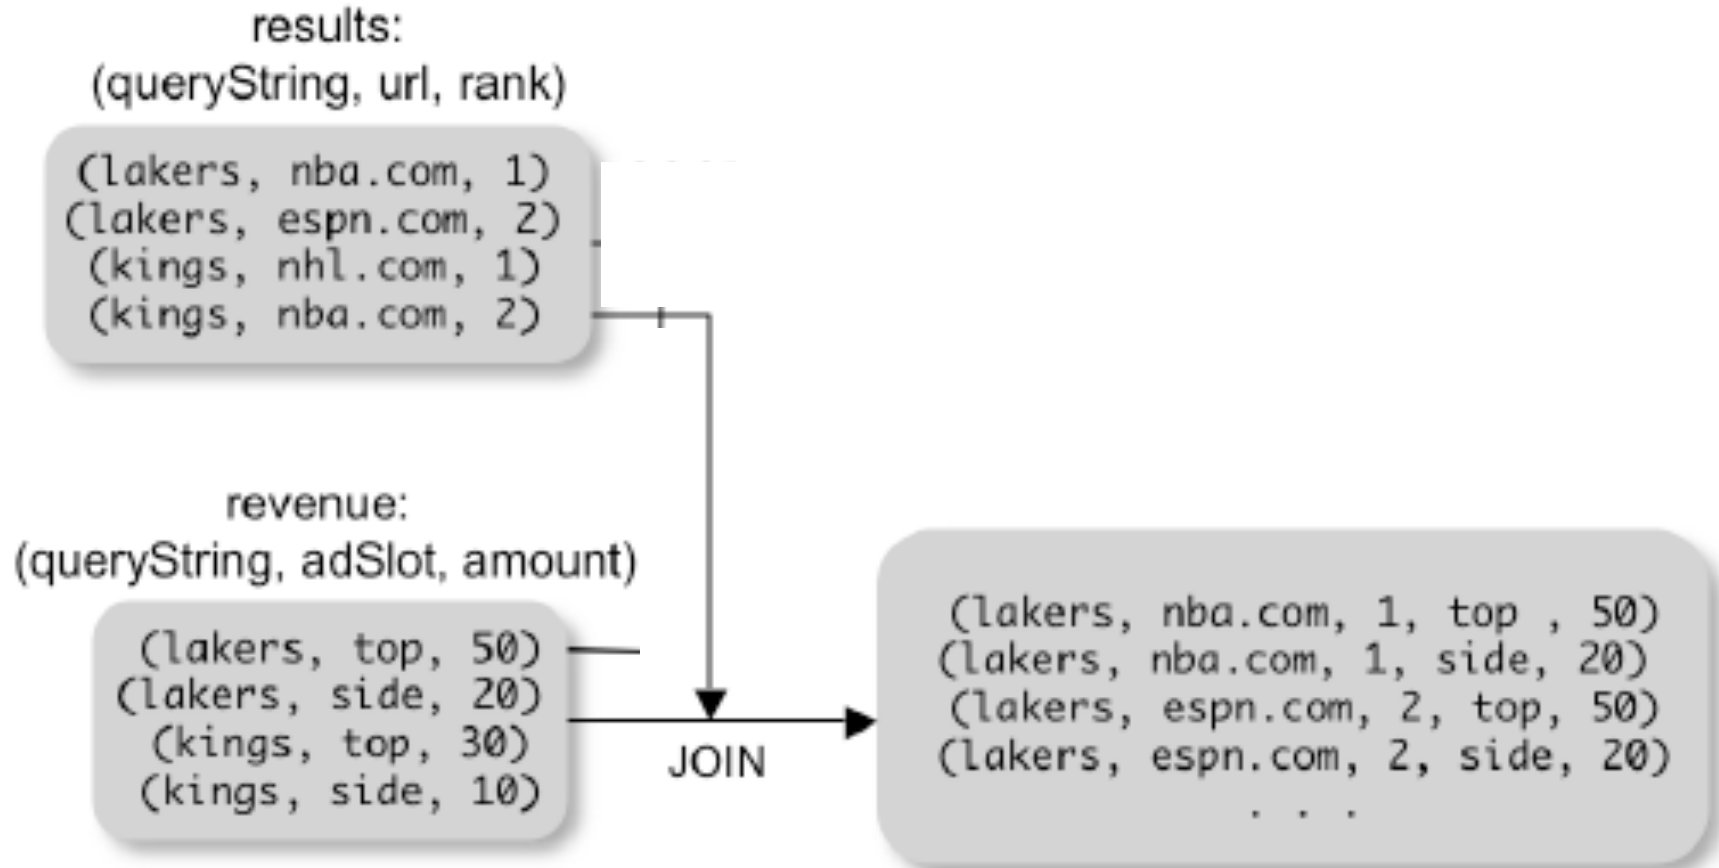 results:
(queryString, url, rank)
(lakers, nba.com, 1)
(lakers, espn.com, 2)
(kings, nhl.com, 1)
(kings, nba.com, 2)
revenue:
(queryString, adSlot, amount)
(lakers, top, 50)
(lakers, side, 20)
(kings, top, 30)
(kings, side, 10)
JOIN
(lakers, nba.com, 1, top , 50)
(lakers, nba.com, 1, side, 20)
(lakers, espn.com, 2, top, 50)
(lakers, espn.com, 2, side, 20)
. . .